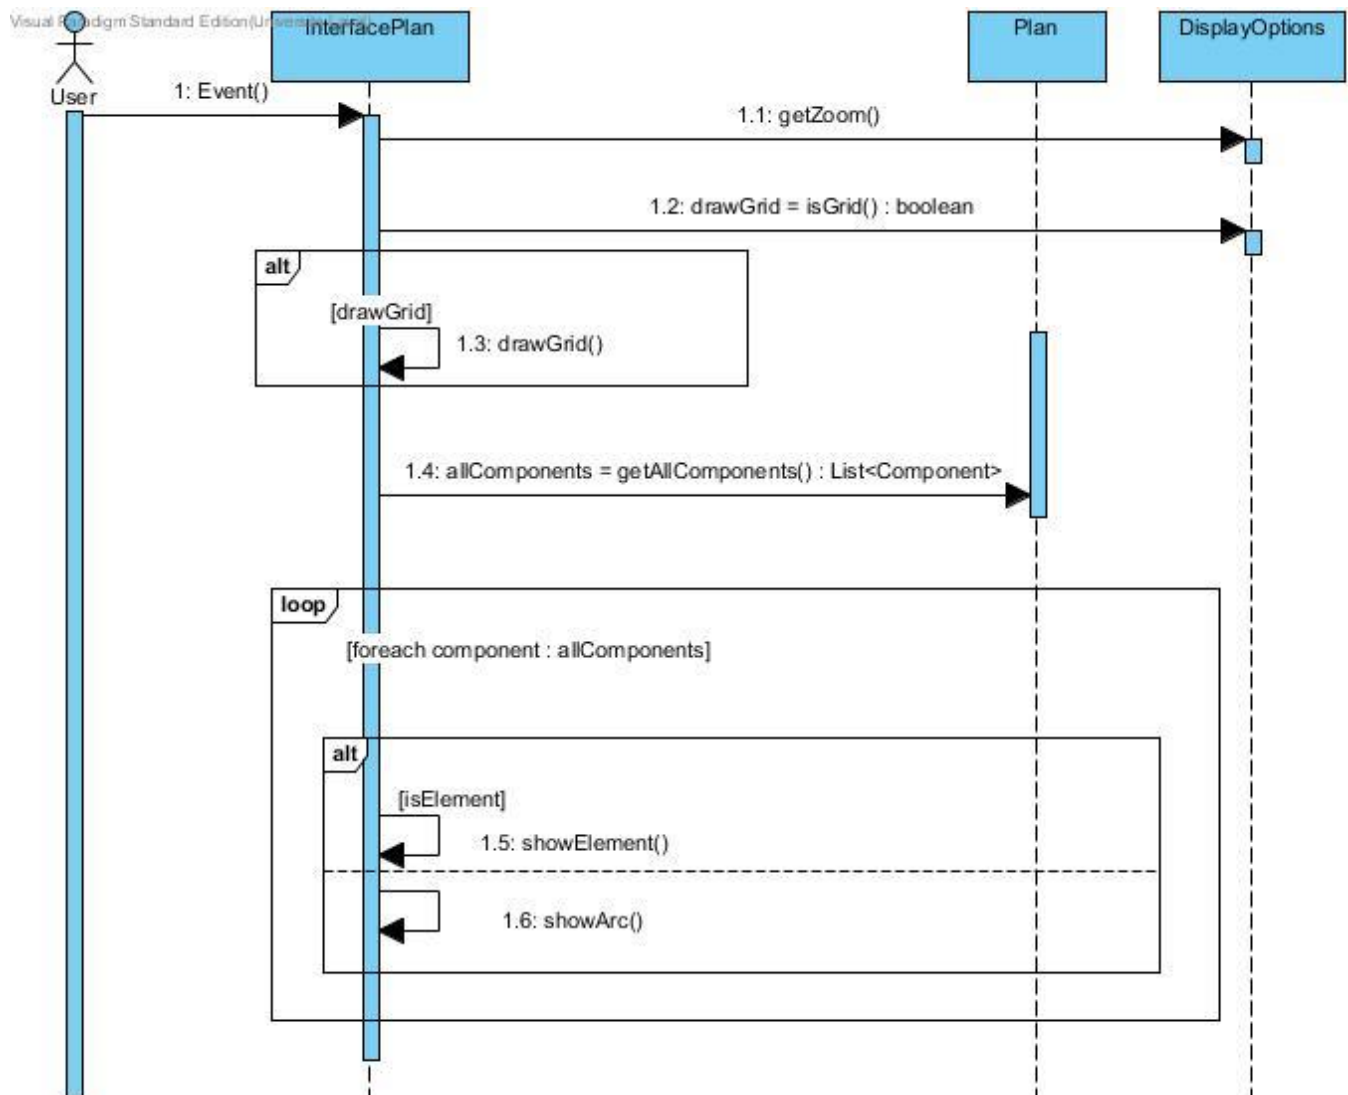 Visual Paradigm Standard Edition(Universite Laval)
InterfacePlan
Plan
DisplayOptions
User
1: Event()
1.1: getZoom()
1.2: drawGrid = isGrid() : boolean
alt
[drawGrid]
1.3: drawGrid()
1.4: allComponents = getAllComponents() : List<Component>
loop
[foreach component : allComponents]
alt
[isElement]
1.5: showElement()
1.6: showArc()